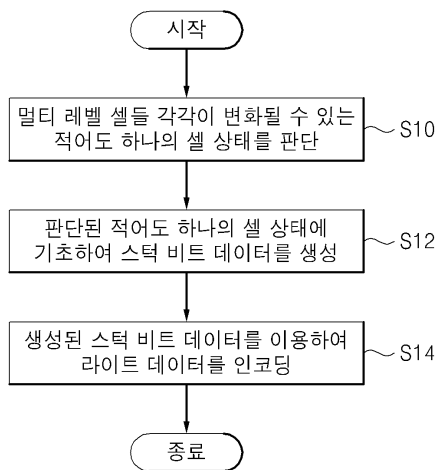 시작
멀티 레벨 셀들 각각이 변화될 수 있는
적어도 하나의 셀 상태를 판단
S10
판단된 적어도 하나의 셀 상태에
기초하여 스턱 비트 데이터를 생성
S12
생성된 스턱 비트 데이터를 이용하여
라이트 데이터를 인코딩
S14
종료